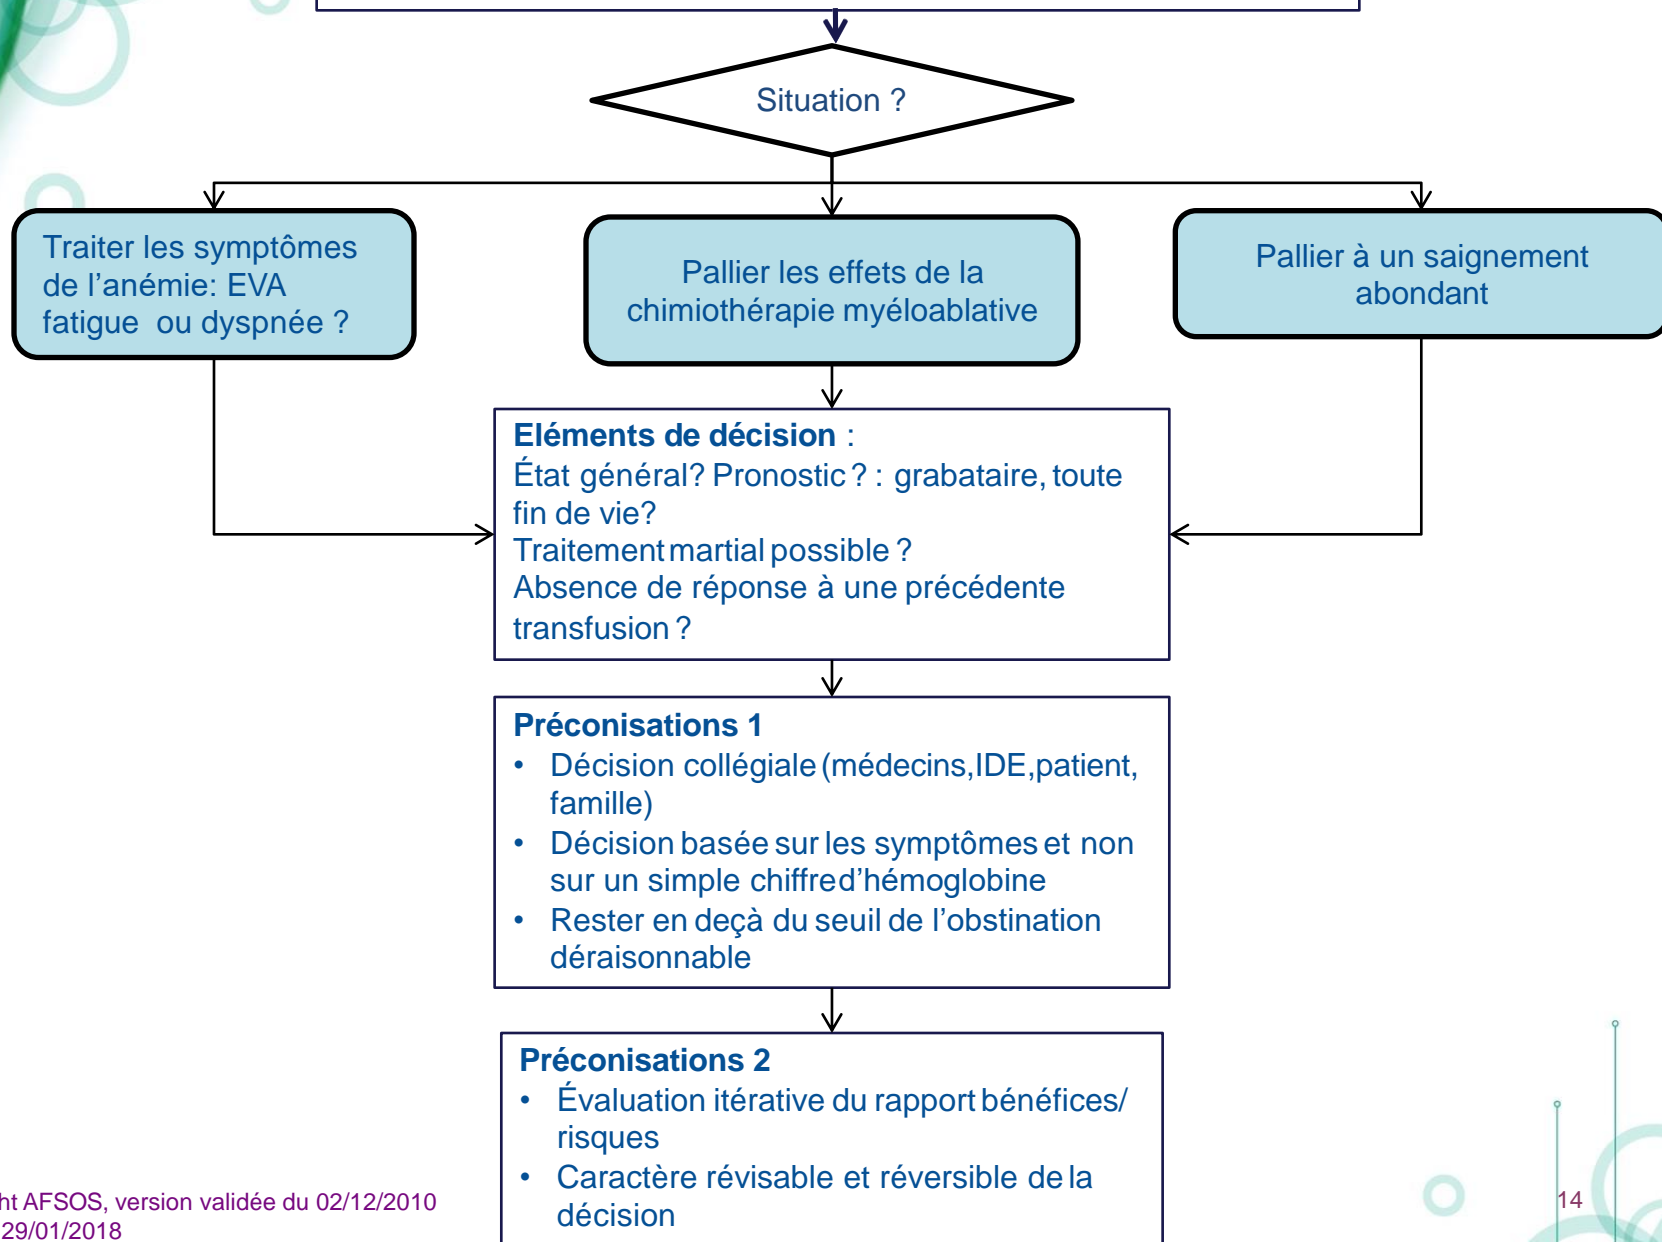 Situation ?
Traiter les symptômes
de l’anémie: EVA
fatigue ou dyspnée ?
Pallier les effets de la
chimiothérapie myéloablative
Pallier à un saignement
abondant
Eléments de décision :
État général? Pronostic ? : grabataire, toute
fin de vie?
Traitement martial possible ?
Absence de réponse à une précédente
transfusion ?
Préconisations 1
• Décision collégiale (médecins,IDE,patient,
famille)
• Décision basée sur les symptômes et non
sur un simple chiffred’hémoglobine
• Rester en deçà du seuil de l’obstination
déraisonnable
Préconisations 2
• Évaluation itérative du rapport bénéfices/
risques
• Caractère révisable et réversible de la
décision
ht AFSOS, version validée du 02/12/2010
29/01/2018
14